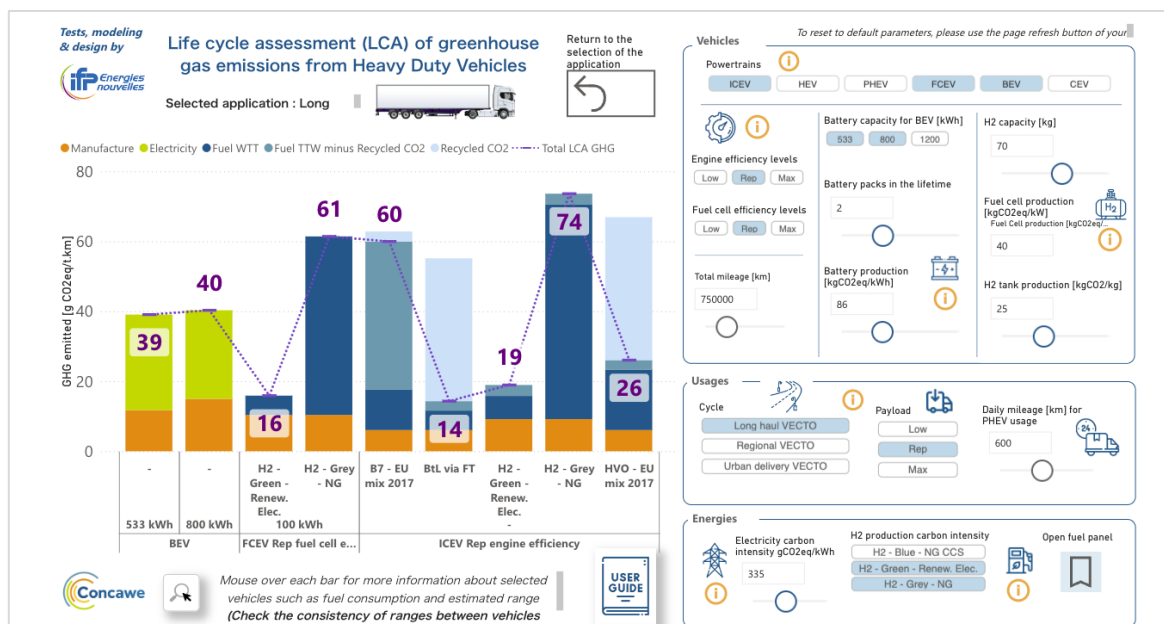 Tests, modeling
& design by
ifp Energies
nouvelles
Life cycle assessment (LCA) of greenhouse
gas emissions from Heavy Duty Vehicles
Selected application : Long
Return to the
selection of the
application
Manufacture Electricity Fuel WTT Fuel TTW minus Recycled CO2 Recycled CO2 Total LCA GHG
GHG emitted [g CO2eq/t.km]
80
60
40
20
0
39
40
16
61
60
14
19
74
26
-
-
H2 -
Green -
Renew.
Elec.
H2 - Grey
- NG
B7 - EU
mix 2017
BtL via FT
H2 -
Green -
Renew.
Elec.
H2 - Grey
- NG
HVO - EU
mix 2017
533 kWh
800 kWh
100 kWh
-
BEV
FCEV Rep fuel cell e...
ICEV Rep engine efficiency
Concawe
Mouse over each bar for more information about selected
vehicles such as fuel consumption and estimated range
(Check the consistency of ranges between vehicles
USER
GUIDE
To reset to default parameters, please use the page refresh button of your
Vehicles
Powertrains
ICEV HEV PHEV FCEV BEV CEV
Engine efficiency levels
Low Rep Max
Fuel cell efficiency levels
Low Rep Max
Total mileage [km]
750000
Battery capacity for BEV [kWh]
533 800 1200
Battery packs in the lifetime
2
Battery production
[kgCO2eq/kWh]
86
H2 capacity [kg]
70
Fuel cell production
[kgCO2eq/kW]
Fuel Cell production [kgCO2eq/...
40
H2
H2 tank production [kgCO2/kg]
25
Usages
Cycle
Long haul VECTO
Regional VECTO
Urban delivery VECTO
Payload
Low
Rep
Max
Daily mileage [km] for
PHEV usage
600
24
Energies
Electricity carbon
intensity gCO2eq/kWh
335
H2 production carbon intensity
H2 - Blue - NG CCS
H2 - Green - Renew. Elec.
H2 - Grey - NG
Open fuel panel